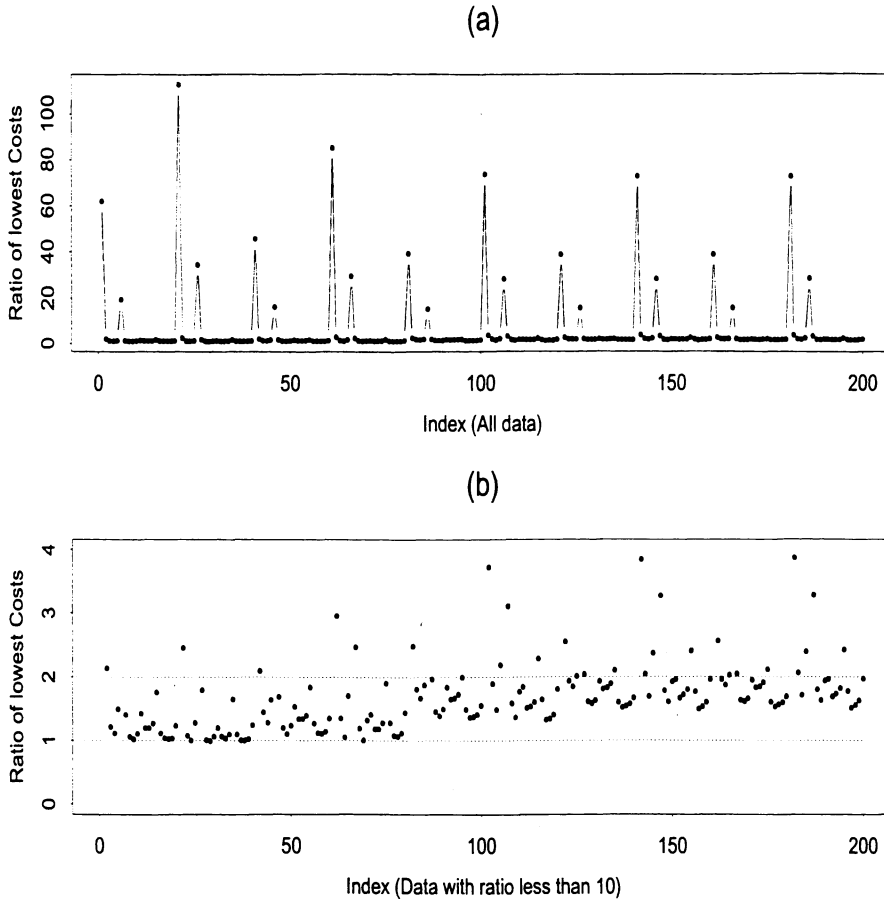 (a)
Ratio of lowest Costs
100
80
60
40
20
0
0 50 100 150 200
Index (All data)
(b)
Ratio of lowest Costs
4
3
2
1
0
0 50 100 150 200
Index (Data with ratio less than 10)